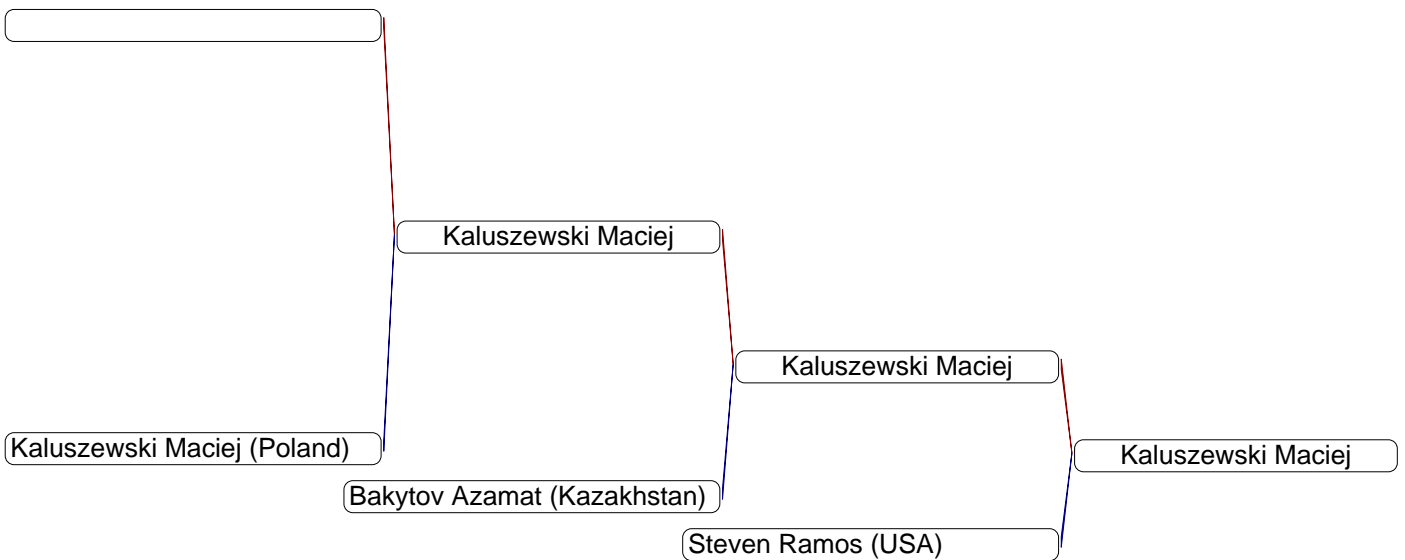 Kaluszewski Maciej
Kaluszewski Maciej
Kaluszewski Maciej (Poland)
Kaluszewski Maciej
Bakytov Azamat (Kazakhstan)
Steven Ramos (USA)